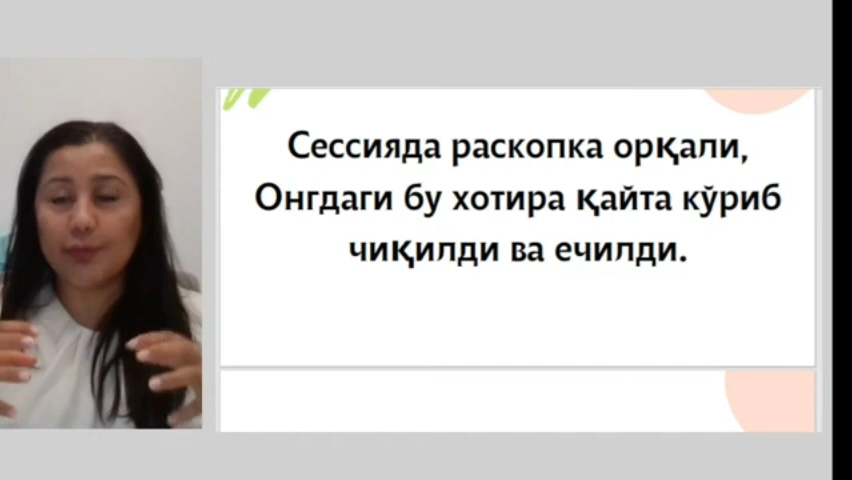 Сессияда раскопка орқали,
Онгдаги бу хотира қайта кўриб
чиқилди ва ечилди.